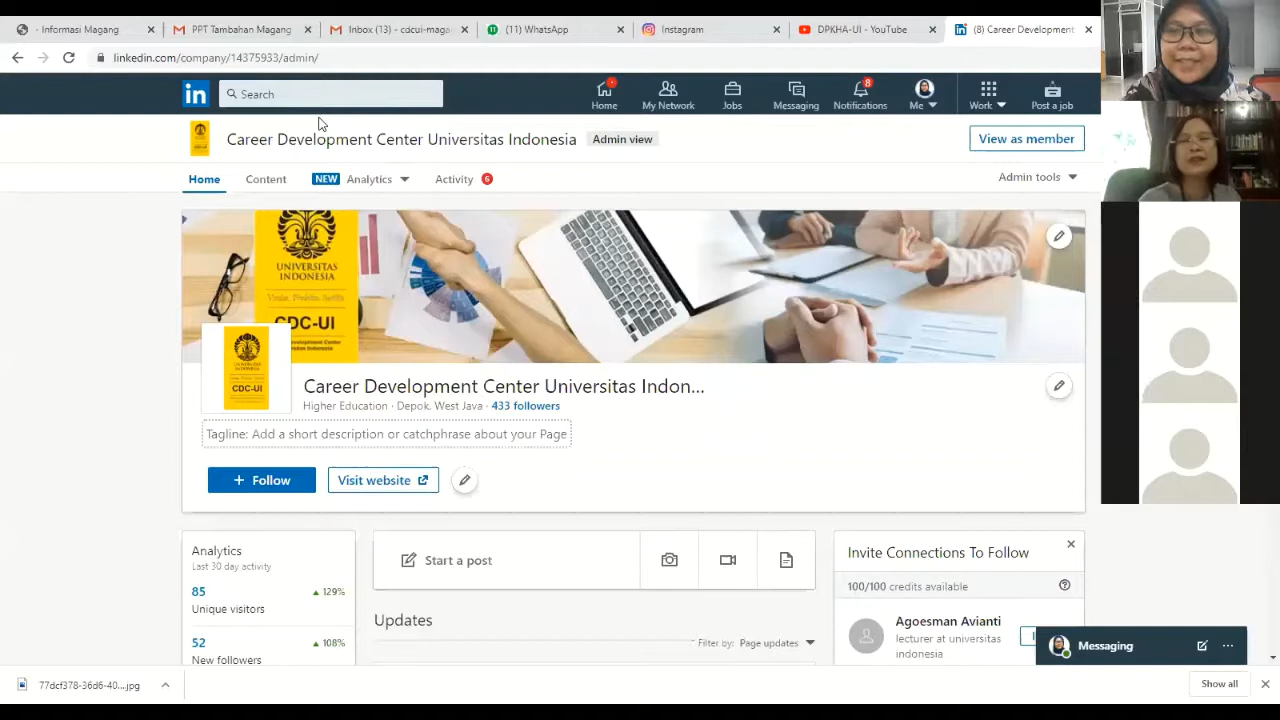 - Informasi Magang
PPT Tambahan Magang
Inbox (13) - cdcui-maga
(11) WhatsApp
Instagram
DPKHA-UI - YouTube
(8) Career Development
linkedin.com/company/14375933/admin/
in
Search
Home
My Network
Jobs
Messaging
8
Notifications
Me
Work
Post a job
Career Development Center Universitas Indonesia
Admin view
View as member
Home
Content
NEW
Analytics
Activity
6
Admin tools
UNIVERSITAS
INDONESIA
CDC-UI
CDC-UI
Career Development Center Universitas Indon...
Higher Education · Depok, West Java · 433 followers
Tagline: Add a short description or catchphrase about your Page
+ Follow
Visit website
Analytics
Last 30 day activity
85
129%
Unique visitors
52
108%
New followers
Start a post
Updates
Filter by: Page updates
Invite Connections To Follow
100/100 credits available
Agoesman Avianti
lecturer at universitas
indonesia
Messaging
77dcf378-36d6-40....jpg
Show all